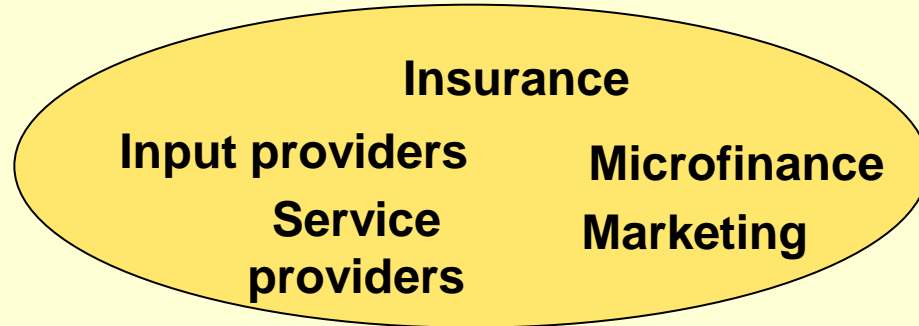 Insurance
Input providers
Microfinance
Service
providers
Marketing